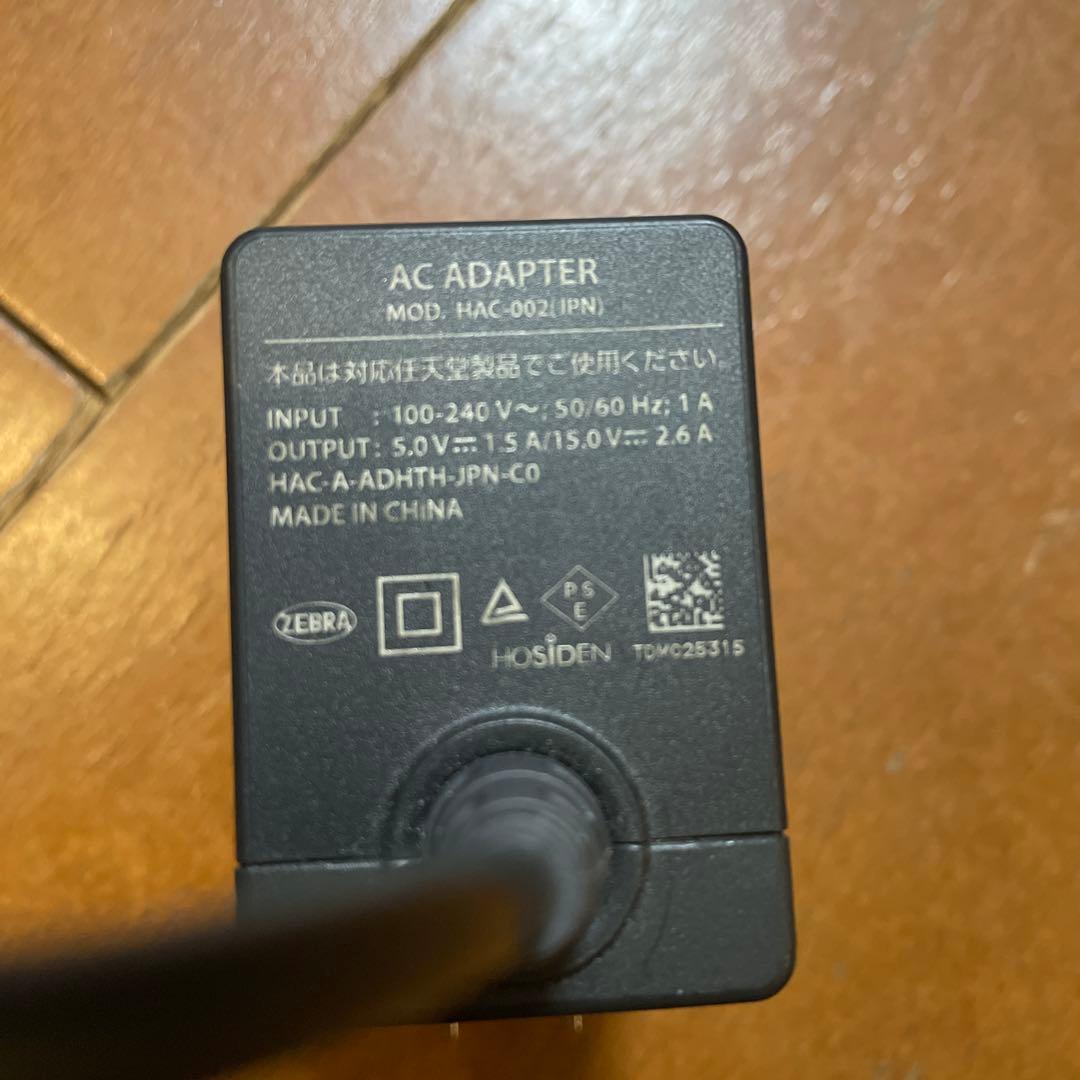 AC ADAPTER
MOD. HAC-002(JPN)
本品は対応任天堂製品でご使用ください
INPUT : 100-240 V～; 50/60 Hz; 1 A
OUTPUT: 5.0 V⎓ 1.5 A/15.0 V⎓ 2.6 A
HAC-A-ADHTH-JPN-C0
MADE IN CHINA
ZEBRA
PS
E
HOSIDEN
TDMC25315